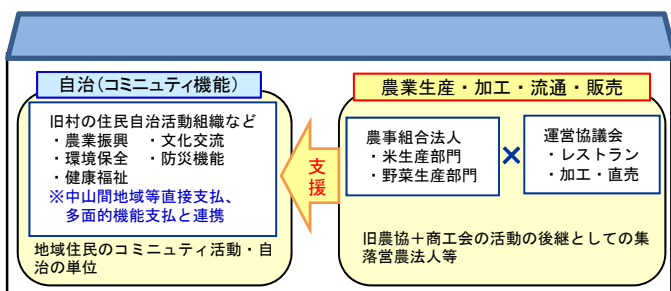 自治(コミニュティ機能)
旧村の住民自治活動組織など
・農業振興　・文化交流
・環境保全　・防災機能
・健康福祉
※中山間地域等直接支払、
多面的機能支払と連携
地域住民のコミュニティ活動・自
治の単位
支
援
農業生産・加工・流通・販売
農事組合法人
・米生産部門
・野菜生産部門
×
運営協議会
・レストラン
・加工・直売
旧農協＋商工会の活動の後継としての集
落営農法人等